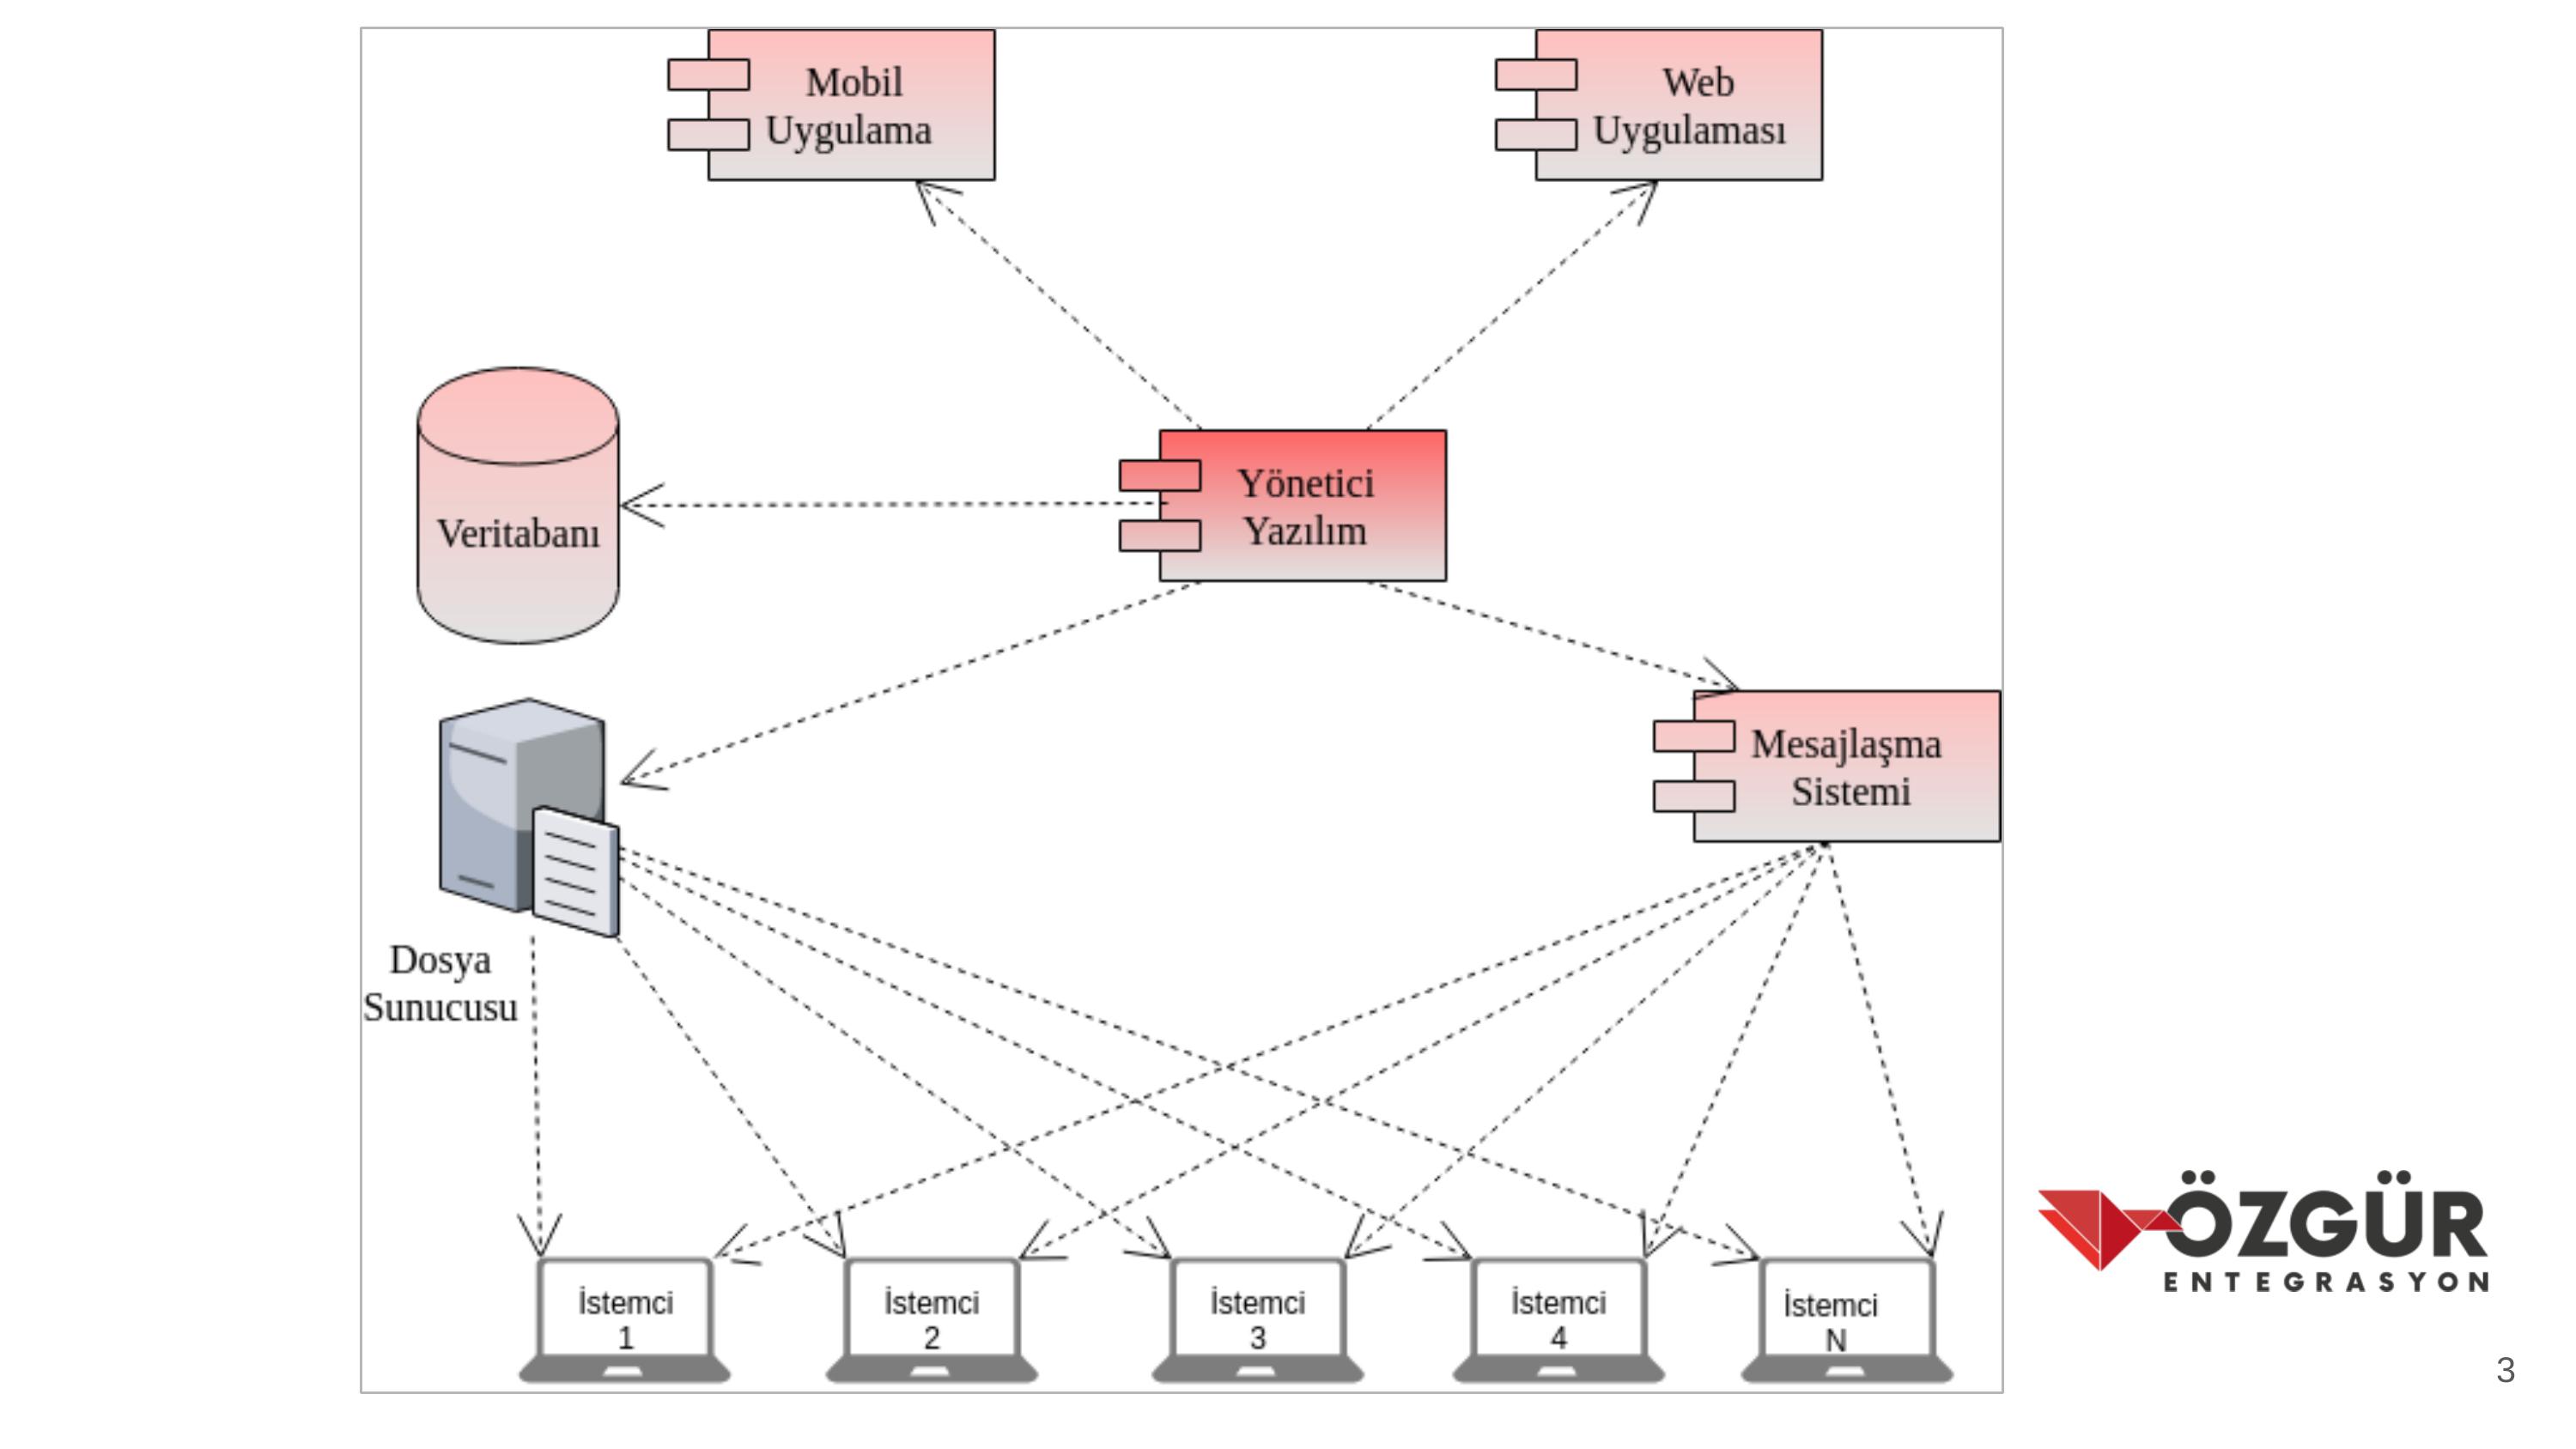 Mobil
Uygulama
Web
Uygulaması
Veritabanı
Yönetici
Yazılım
Mesajlaşma
Sistemi
Dosya
Sunucusu
İstemci
1
İstemci
2
İstemci
3
İstemci
4
İstemci
N
ÖZGÜR
ENTEGRASYON
3